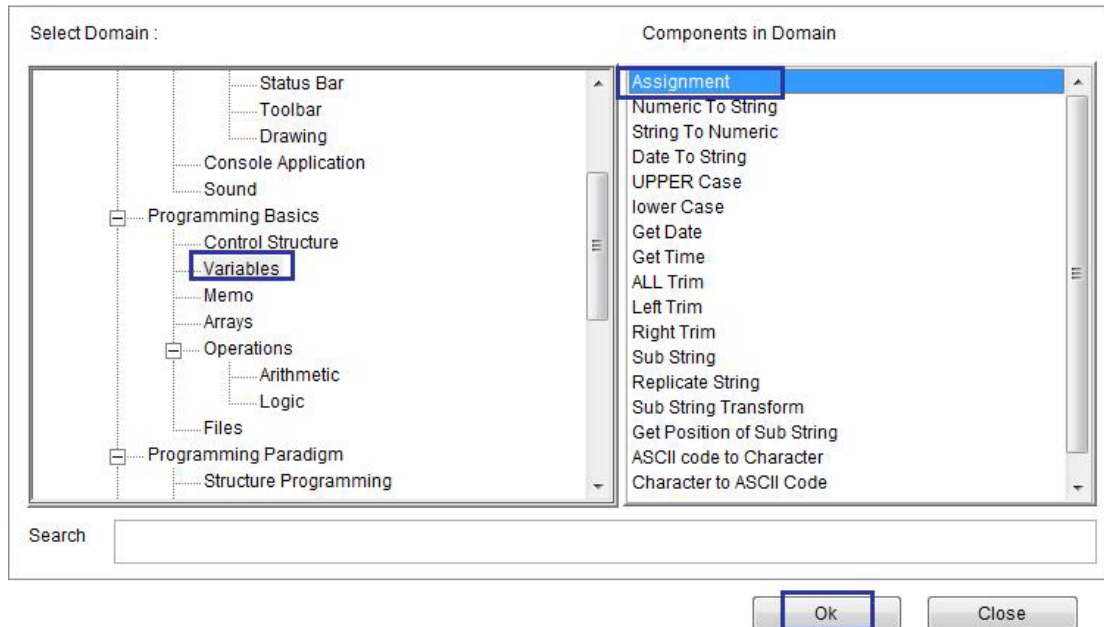 Select Domain :
Components in Domain
Status Bar
Toolbar
Drawing
Console Application
Sound
Programming Basics
Control Structure
Variables
Memo
Arrays
Operations
Arithmetic
Logic
Files
Programming Paradigm
Structure Programming
Assignment
Numeric To String
String To Numeric
Date To String
UPPER Case
lower Case
Get Date
Get Time
ALL Trim
Left Trim
Right Trim
Sub String
Replicate String
Sub String Transform
Get Position of Sub String
ASCII code to Character
Character to ASCII Code
Search
Ok
Close